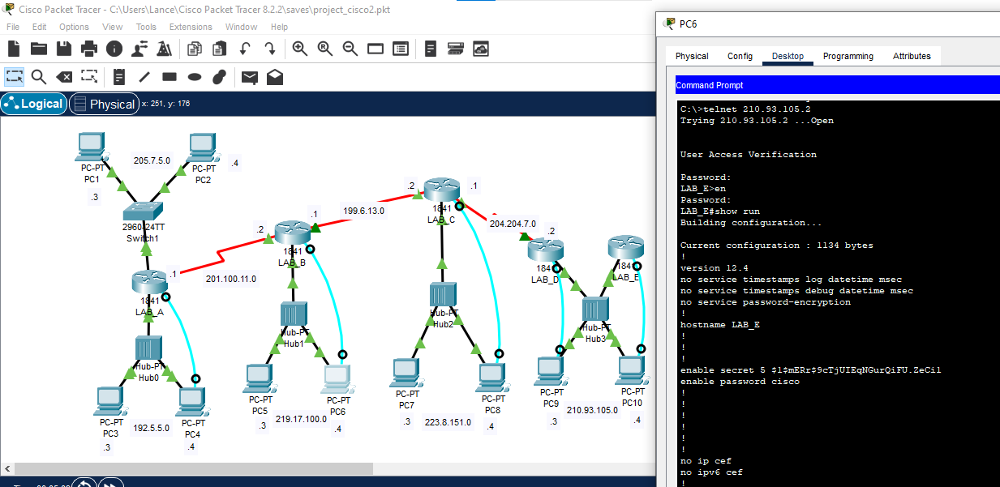 Cisco Packet Tracer - C:\Users\Lance\Cisco Packet Tracer 8.2.2\saves\project_cisco2.pkt
File Edit Options View Tools Extensions Window Help
Logical Physical x: 251, y: 176
PC-PT
PC1
.3
205.7.5.0
PC-PT
PC2
.4
2960-24TT
Switch1
.1
1841
LAB_A
Hub-PT
Hub0
PC-PT
PC3
.3
192.5.5.0
PC-PT
PC4
.4
201.100.11.0
.2
.1
1841
LAB_B
Hub-PT
Hub1
PC-PT
PC5
.3
219.17.100.0
PC-PT
PC6
.4
199.6.13.0
.2
.1
1841
LAB_C
Hub-PT
Hub2
PC-PT
PC7
.3
223.8.151.0
PC-PT
PC8
.4
204.204.7.0
.2
1841
LAB_D
1841
LAB_E
Hub-PT
Hub3
PC-PT
PC9
.3
210.93.105.0
PC-PT
PC10
.4
PC6
Physical Config Desktop Programming Attributes
Command Prompt
C:\>telnet 210.93.105.2
Trying 210.93.105.2 ...Open
User Access Verification
Password:
LAB_E>en
Password:
LAB_E#show run
Building configuration...
Current configuration : 1134 bytes
!
version 12.4
no service timestamps log datetime msec
no service timestamps debug datetime msec
no service password-encryption
!
hostname LAB_E
!
!
!
enable secret 5 $1$mERr$9cTjUIEqNGurQiFU.ZeCi1
enable password cisco
!
!
!
!
!
!
no ip cef
no ipv6 cef
!